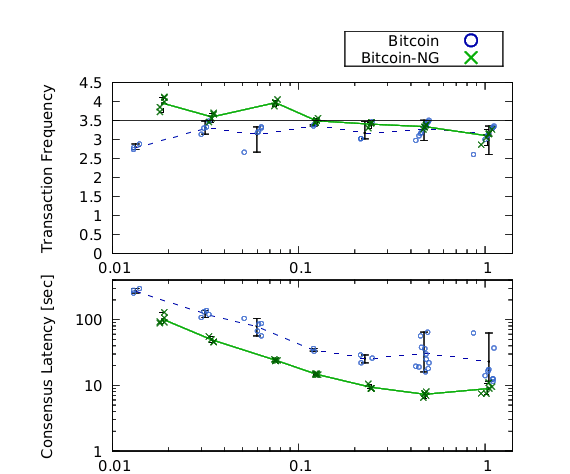 Bitcoin
Bitcoin-NG
Transaction Frequency
4.5
4
3.5
3
2.5
2
1.5
1
0.5
0
0.01 0.1 1
Consensus Latency [sec]
100
10
1
0.01 0.1 1